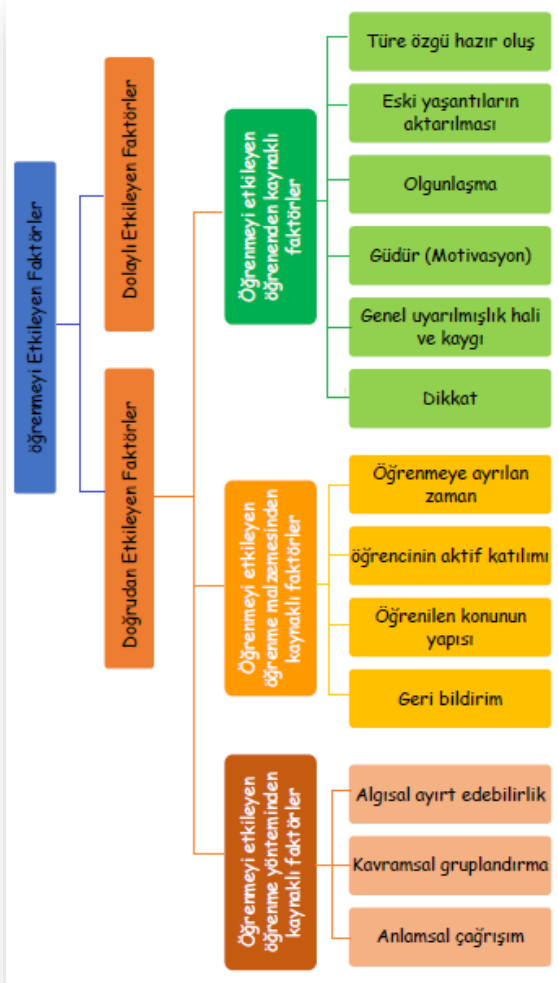 öğrenmeyi Etkileyen Faktörler
Dolaylı Etkileyen Faktörler
Doğrudan Etkileyen Faktörler
Öğrenmeyi etkileyen
öğrenenden kaynaklı
faktörler
Türe özgü hazır oluş
Eski yaşantıların
aktarılması
Olgunlaşma
Güdür (Motivasyon)
Genel uyarılmışlık hali
ve kaygı
Dikkat
Öğrenmeyi etkileyen
öğrenme malzemesinden
kaynaklı faktörler
Öğrenmeye ayrılan
zaman
öğrencinin aktif katılımı
Öğrenilen konunun
yapısı
Geri bildirim
Öğrenmeyi etkileyen
öğrenme yönteminden
kaynaklı faktörler
Algısal ayırt edebilirlik
Kavramsal gruplandırma
Anlamsal çağrışım